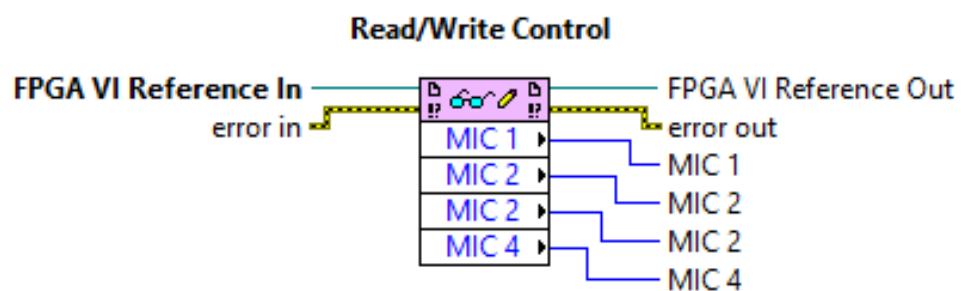 Read/Write Control
FPGA VI Reference In
FPGA VI Reference Out
error in
error out
MIC 1
MIC 1
MIC 2
MIC 2
MIC 2
MIC 2
MIC 4
MIC 4